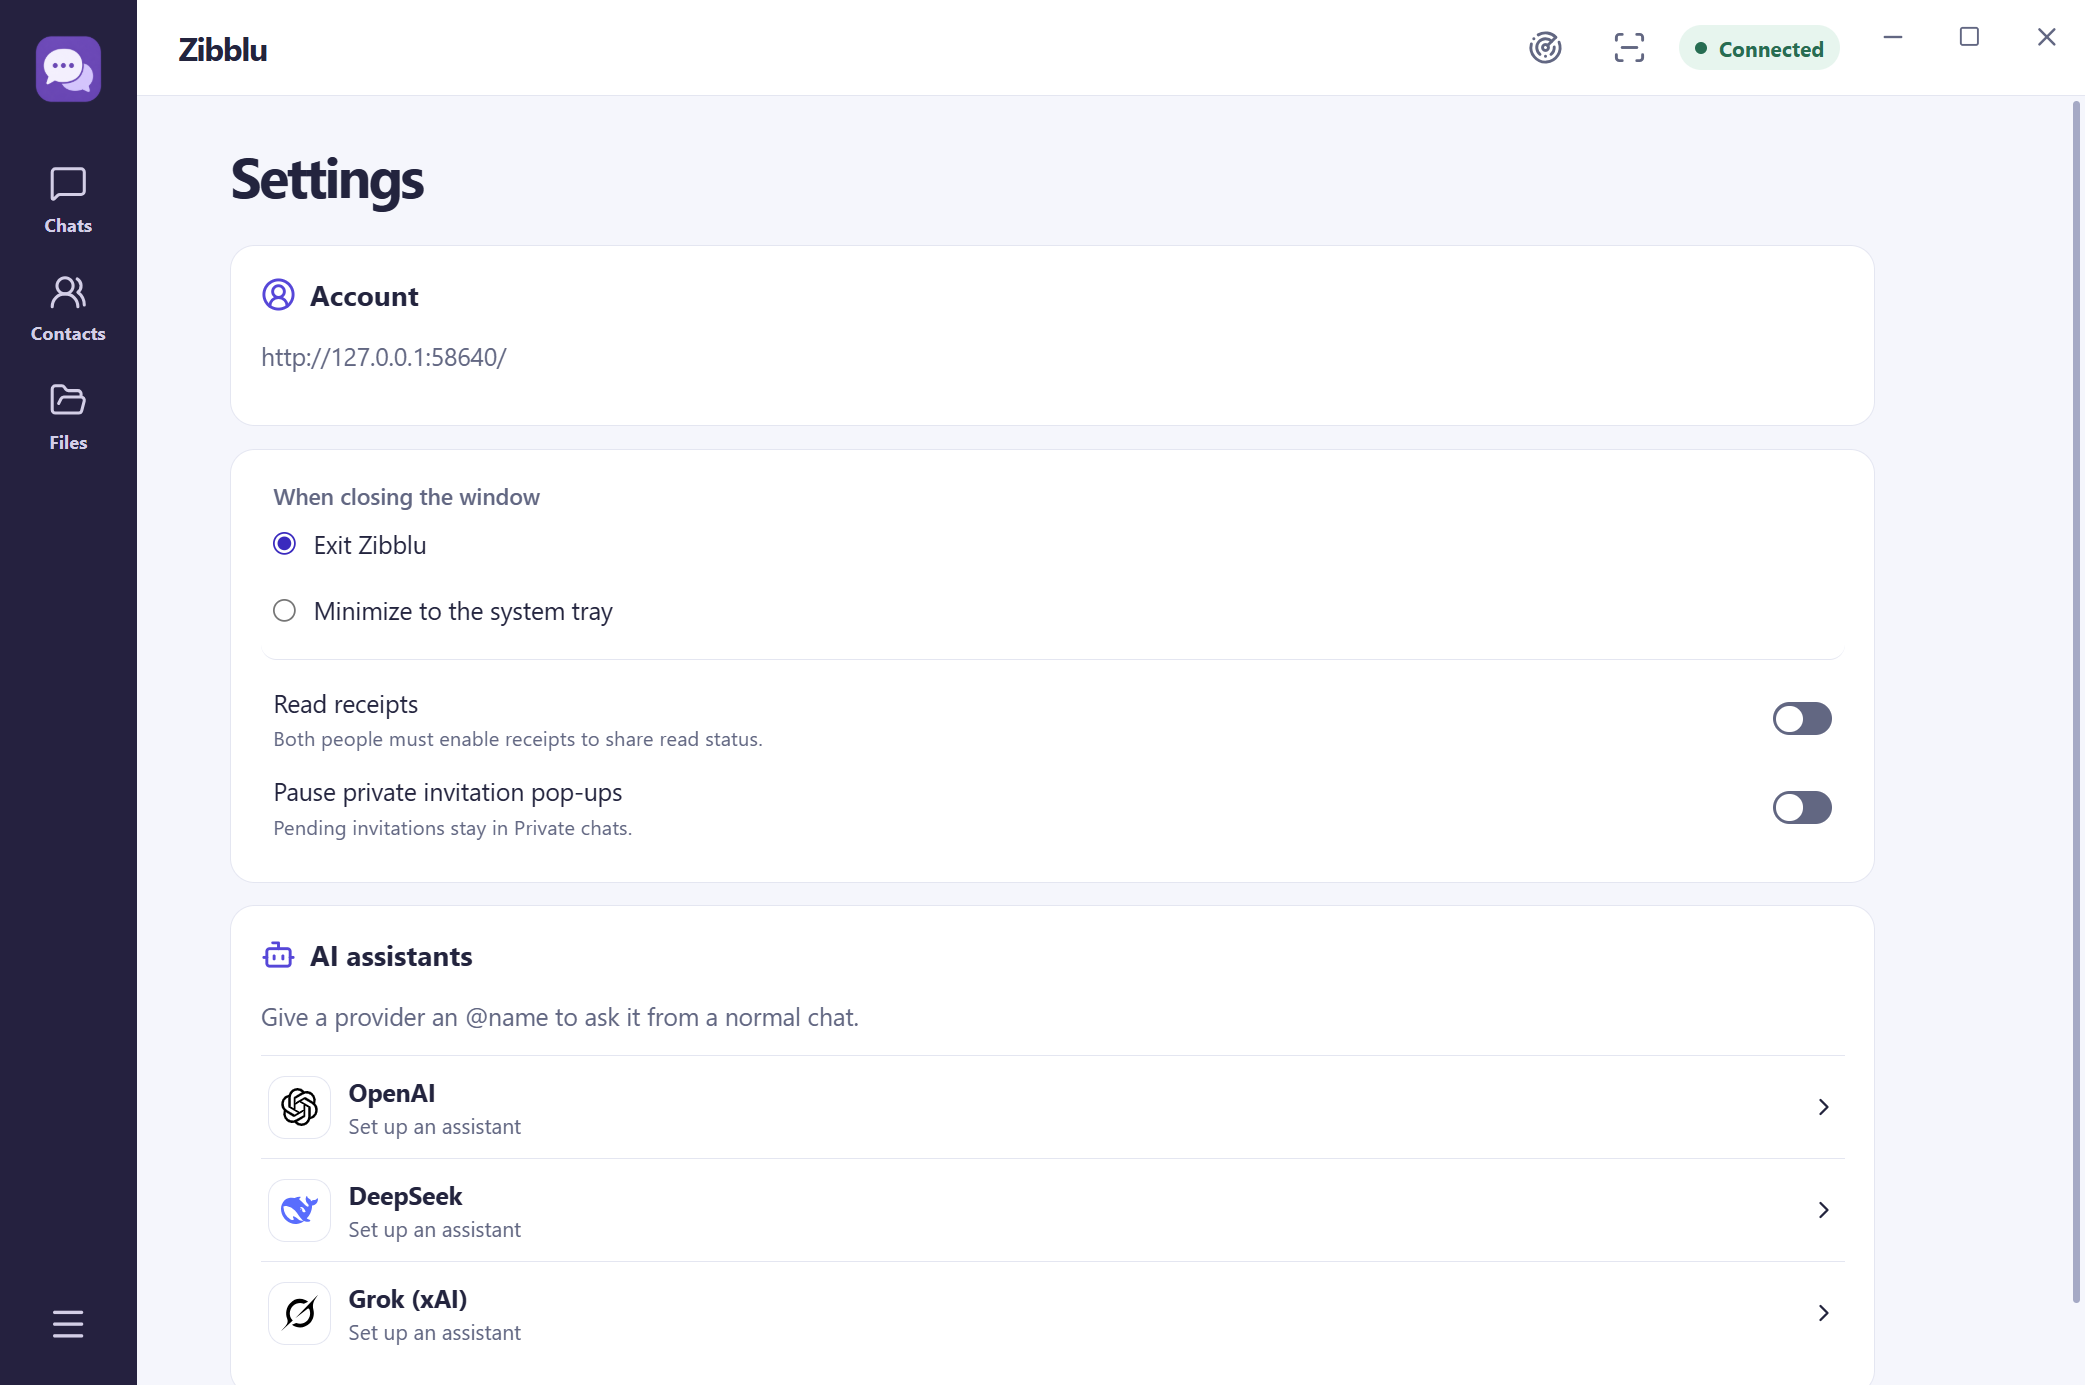 Zibblu
Connected
Chats
Contacts
Files
Settings
Account
http://127.0.0.1:58640/
When closing the window
Exit Zibblu
Minimize to the system tray
Read receipts
Both people must enable receipts to share read status.
Pause private invitation pop-ups
Pending invitations stay in Private chats.
AI assistants
Give a provider an @name to ask it from a normal chat.
OpenAI
Set up an assistant
DeepSeek
Set up an assistant
Grok (xAI)
Set up an assistant